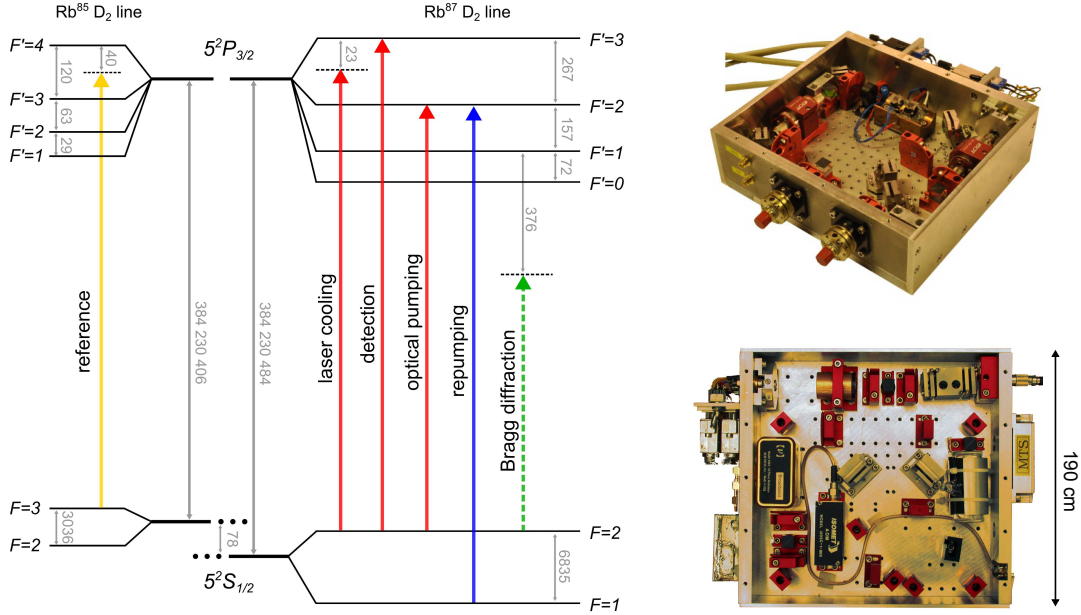 Rb⁸⁵ D₂ line
Rb⁸⁷ D₂ line
F'=4
F'=3
F'=2
F'=1
40
120
63
29
5²P₃/₂
F'=3
F'=2
F'=1
F'=0
23
267
157
72
376
reference
384 230 406
384 230 484
laser cooling
detection
optical pumping
repumping
Bragg diffraction
F=3
F=2
3036
78
5²S₁/₂
F=2
F=1
6835
190 cm
MTS
ISOMET